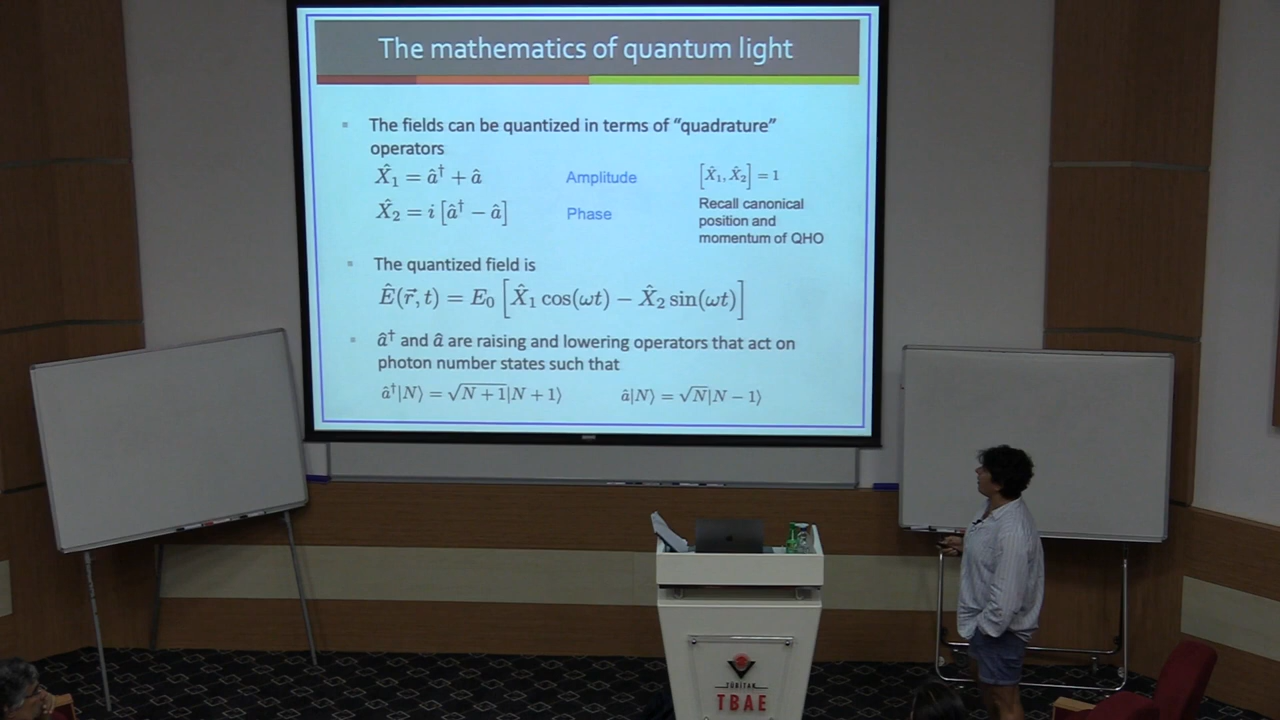 The mathematics of quantum light
The fields can be quantized in terms of “quadrature”
operators
X̂₁ = â† + â
Amplitude
[X̂₁, X̂₂] = 1
X̂₂ = i [â† − â]
Phase
Recall canonical
position and
momentum of QHO
The quantized field is
Ê(r⃗, t) = E₀ [X̂₁ cos(ωt) − X̂₂ sin(ωt)]
↠and â are raising and lowering operators that act on
photon number states such that
â†|N⟩ = √(N + 1)|N + 1⟩
â|N⟩ = √N|N − 1⟩
TÜBİTAK
TBAE